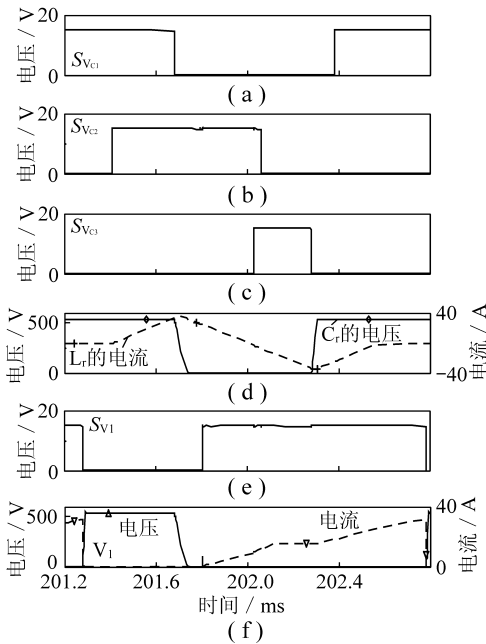 电压 / V
20
0
S_VC1
( a )
电压 / V
20
0
S_VC2
( b )
电压 / V
20
0
S_VC3
( c )
电压 / V
500
0
L_r的电流
C_r的电压
40
-40
电流 / A
( d )
电压 / V
20
0
S_V1
( e )
电压 / V
500
0
V_1
电压
电流
40
0
电流 / A
201.2 201.6 202.0 202.4
时间 / ms
( f )